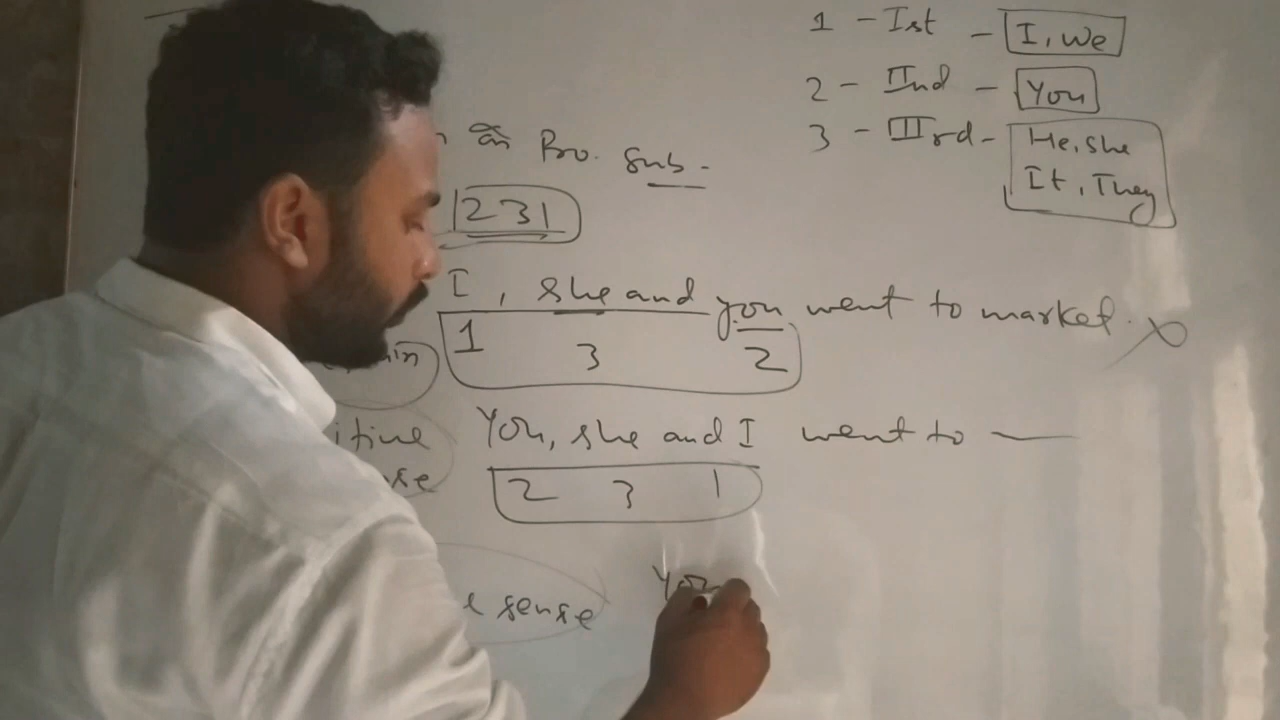 1 - Ist - I, We
2 - IInd - You
3 - IIIrd - He, she
It, They
Pro. Sub.
231
I, she and you went to market. X
1 3 2
You, she and I went to —
2 3 1
sense You